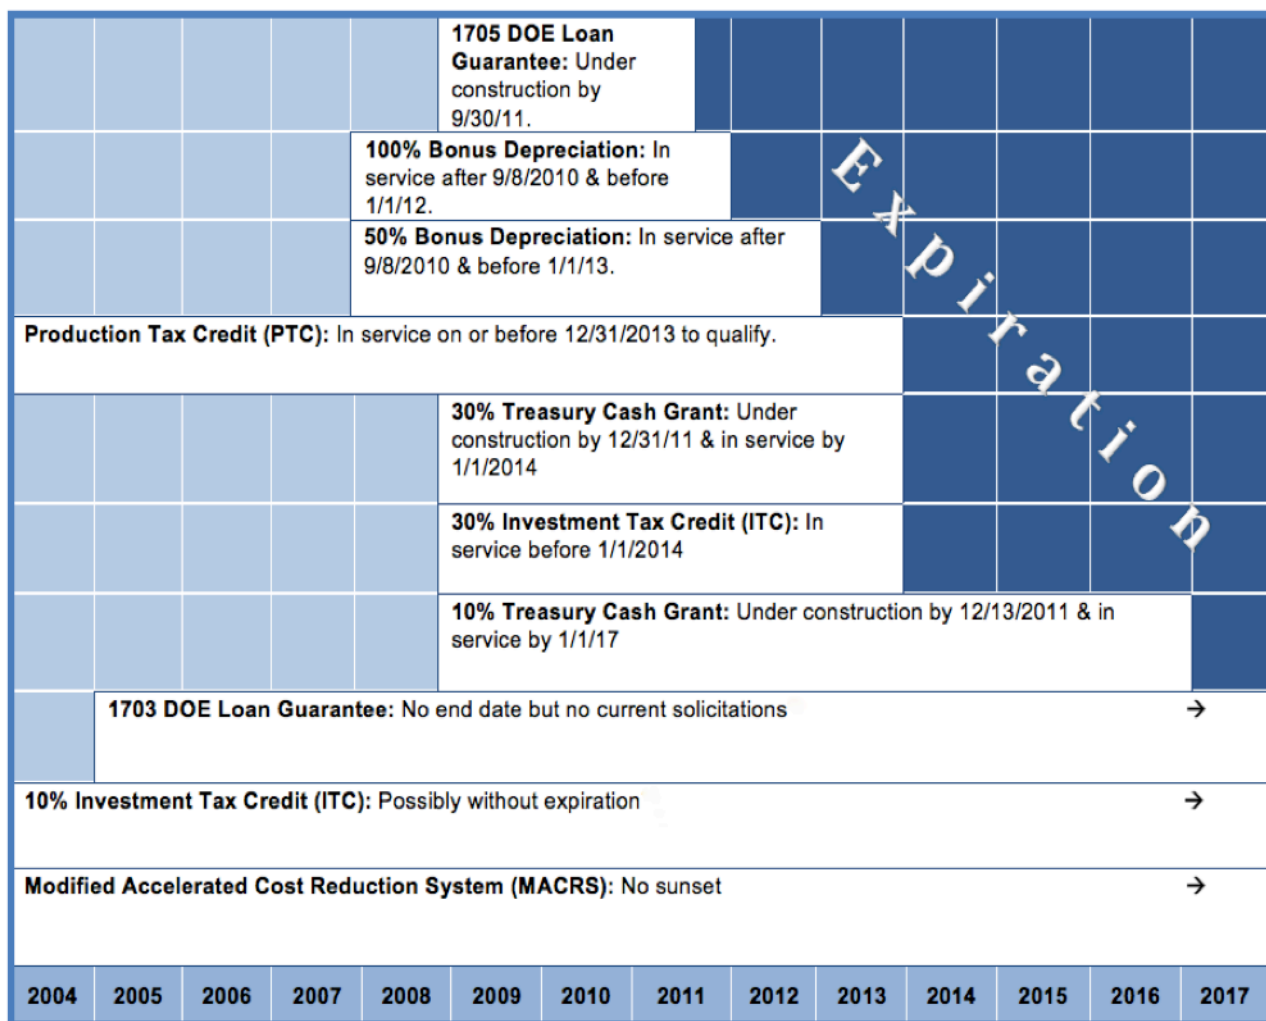 1705 DOE Loan
Guarantee: Under
construction by
9/30/11.
100% Bonus Depreciation: In
service after 9/8/2010 & before
1/1/12.
50% Bonus Depreciation: In service after
9/8/2010 & before 1/1/13.
Expiration
Production Tax Credit (PTC): In service on or before 12/31/2013 to qualify.
30% Treasury Cash Grant: Under
construction by 12/31/11 & in service by
1/1/2014
30% Investment Tax Credit (ITC): In
service before 1/1/2014
10% Treasury Cash Grant: Under construction by 12/13/2011 & in
service by 1/1/17
1703 DOE Loan Guarantee: No end date but no current solicitations →
10% Investment Tax Credit (ITC): Possibly without expiration →
Modified Accelerated Cost Reduction System (MACRS): No sunset →
2004 2005 2006 2007 2008 2009 2010 2011 2012 2013 2014 2015 2016 2017